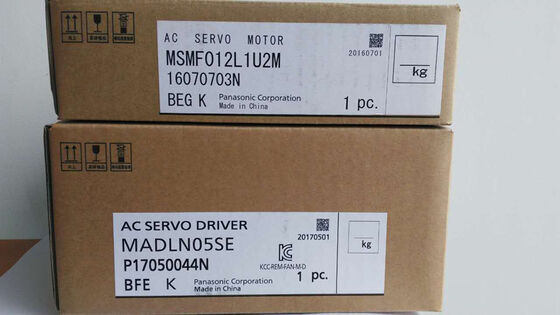 AC SERVO MOTOR
20160701
MSMF012L1U2M
16070703N
kg
BEG K Panasonic Corporation
Made in China
1 pc.
AC SERVO DRIVER
20170501
MADLN05SE
kg
P17050044N
KCC-REM-FAN-M-D
BFE K Panasonic Corporation
Made in China
1 pc.